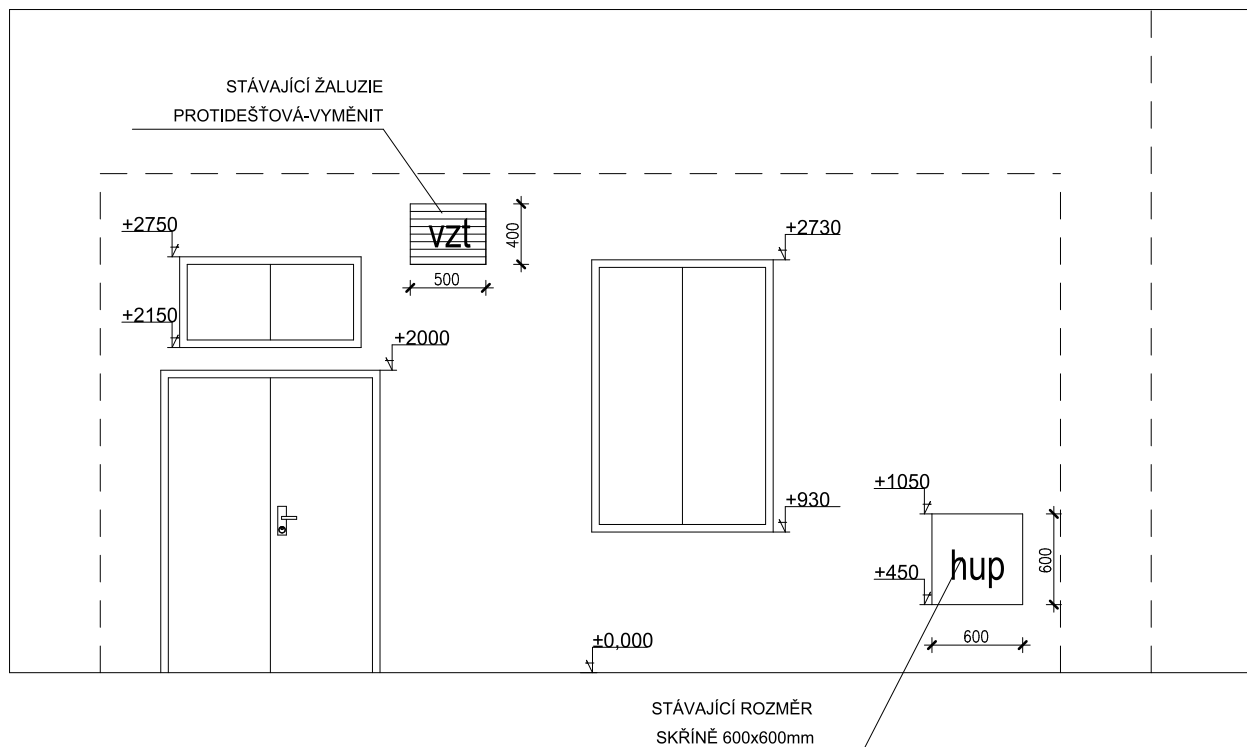 STÁVAJÍCÍ ŽALUZIE
PROTIDEŠŤOVÁ-VYMĚNIT
+2750
vzt
400
+2730
500
+2150
+2000
+1050
+930
hup
600
+450
600
±0,000
STÁVAJÍCÍ ROZMĚR
SKŘÍNĚ 600x600mm